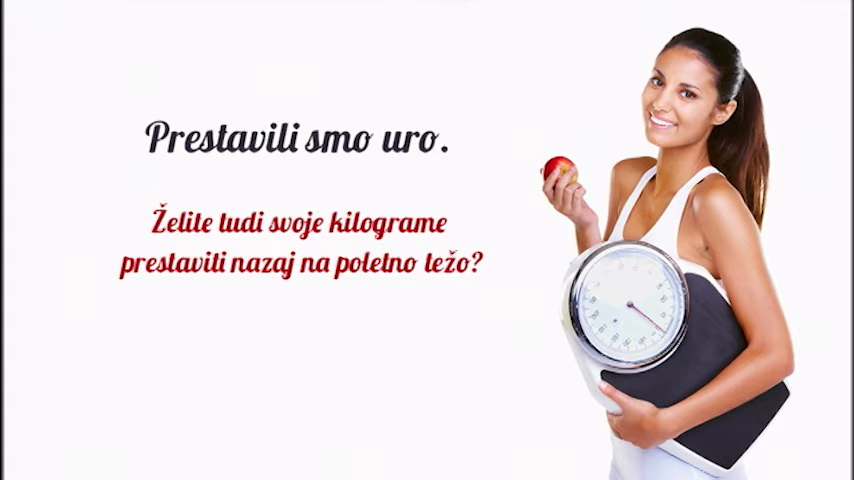 Prestavili smo uro.
Želite tudi svoje kilograme
prestaviti nazaj na poletno težo?